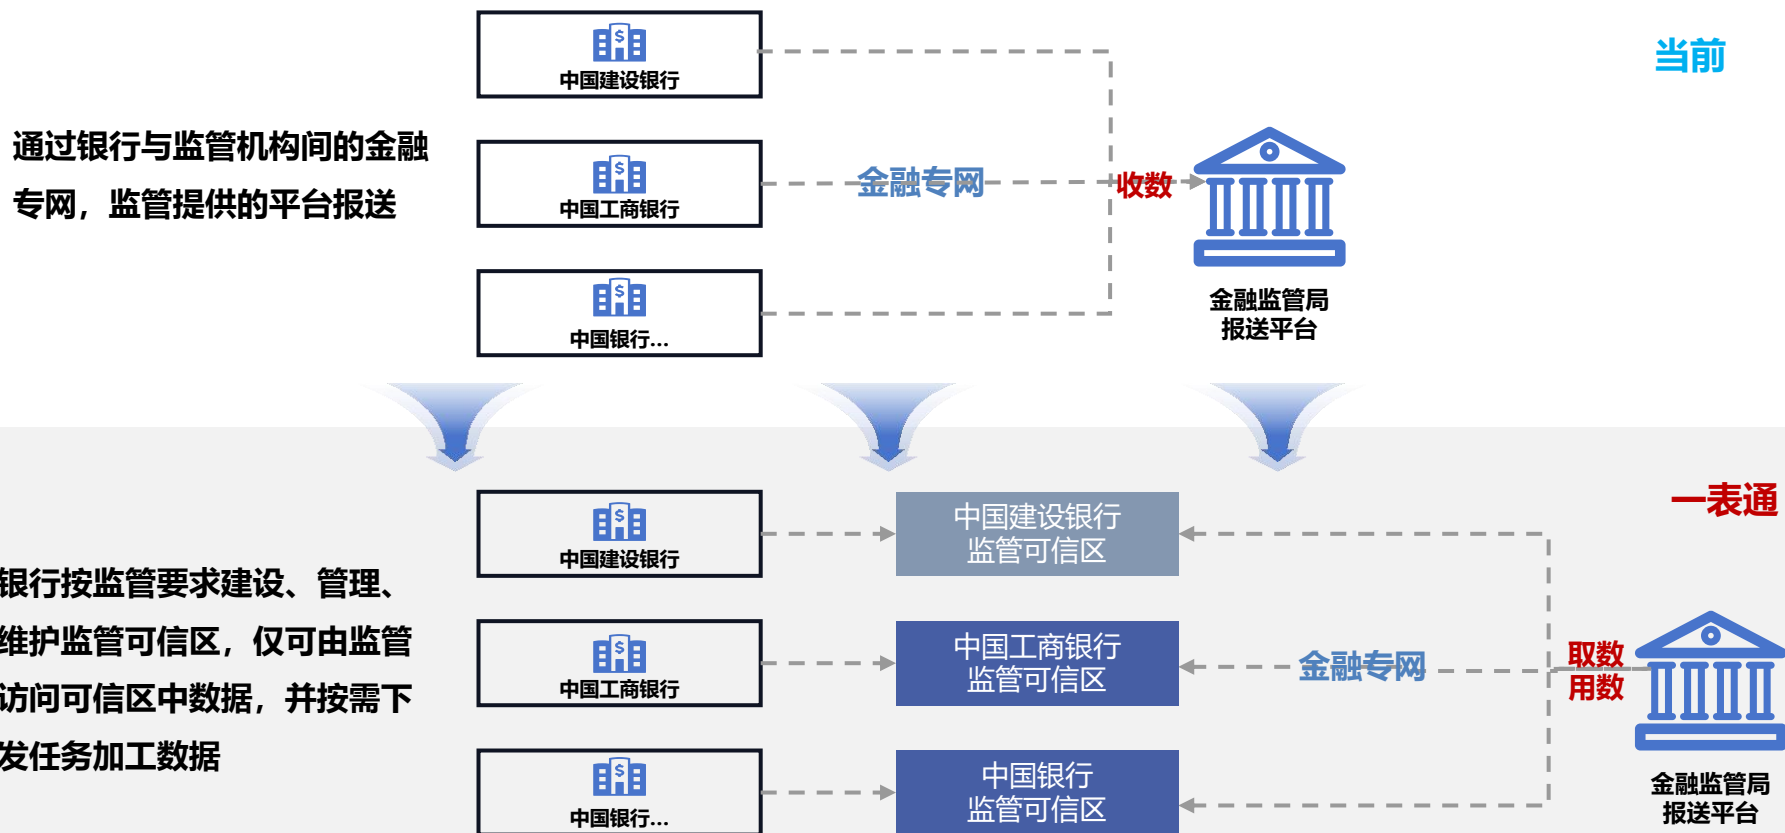 当前
中国建设银行
通过银行与监管机构间的金融
专网，监管提供的平台报送
中国工商银行
金融专网
收数
中国银行...
金融监管局
报送平台
一表通
中国建设银行
中国建设银行
监管可信区
银行按监管要求建设、管理、
维护监管可信区，仅可由监管
访问可信区中数据，并按需下
发任务加工数据
中国工商银行
中国工商银行
监管可信区
金融专网
取数
用数
中国银行...
中国银行
监管可信区
金融监管局
报送平台